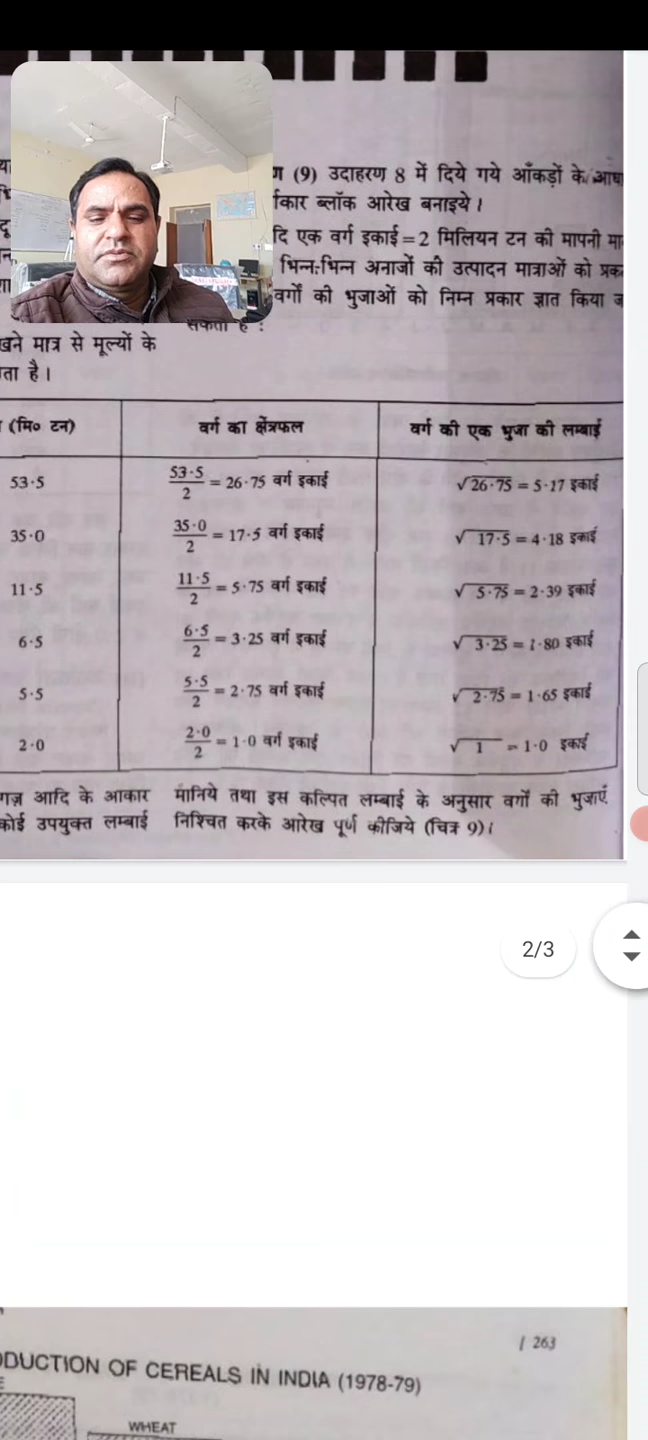 (9) उदाहरण 8 में दिये गये आँकड़ों के
ब्लॉक आरेख बनाइये।
एक वर्ग इकाई = 2 मिलियन टन की मापनी
भिन्न-भिन्न अनाजों की उत्पादन मात्राओं को
वर्गों की भुजाओं को निम्न प्रकार ज्ञात किया
सकता है :
मात्र से मूल्यों के
है।
(मि० टन) वर्ग का क्षेत्रफल वर्ग की एक भुजा की लम्बाई
53·5 53·5/2 = 26·75 वर्ग इकाई √26·75 = 5·17 इकाई
35·0 35·0/2 = 17·5 वर्ग इकाई √17·5 = 4·18 इकाई
11·5 11·5/2 = 5·75 वर्ग इकाई √5·75 = 2·39 इकाई
6·5 6·5/2 = 3·25 वर्ग इकाई √3·25 = 1·80 इकाई
5·5 5·5/2 = 2·75 वर्ग इकाई √2·75 = 1·65 इकाई
2·0 2·0/2 = 1·0 वर्ग इकाई √1 = 1·0 इकाई
आदि के आकार मानिये तथा इस कल्पित लम्बाई के अनुसार वर्गों की भुजाएँ
कोई उपयुक्त लम्बाई निश्चित करके आरेख पूर्ण कीजिये (चित्र 9)।
2/3
[ 263
OF CEREALS IN INDIA (1978-79)
WHEAT